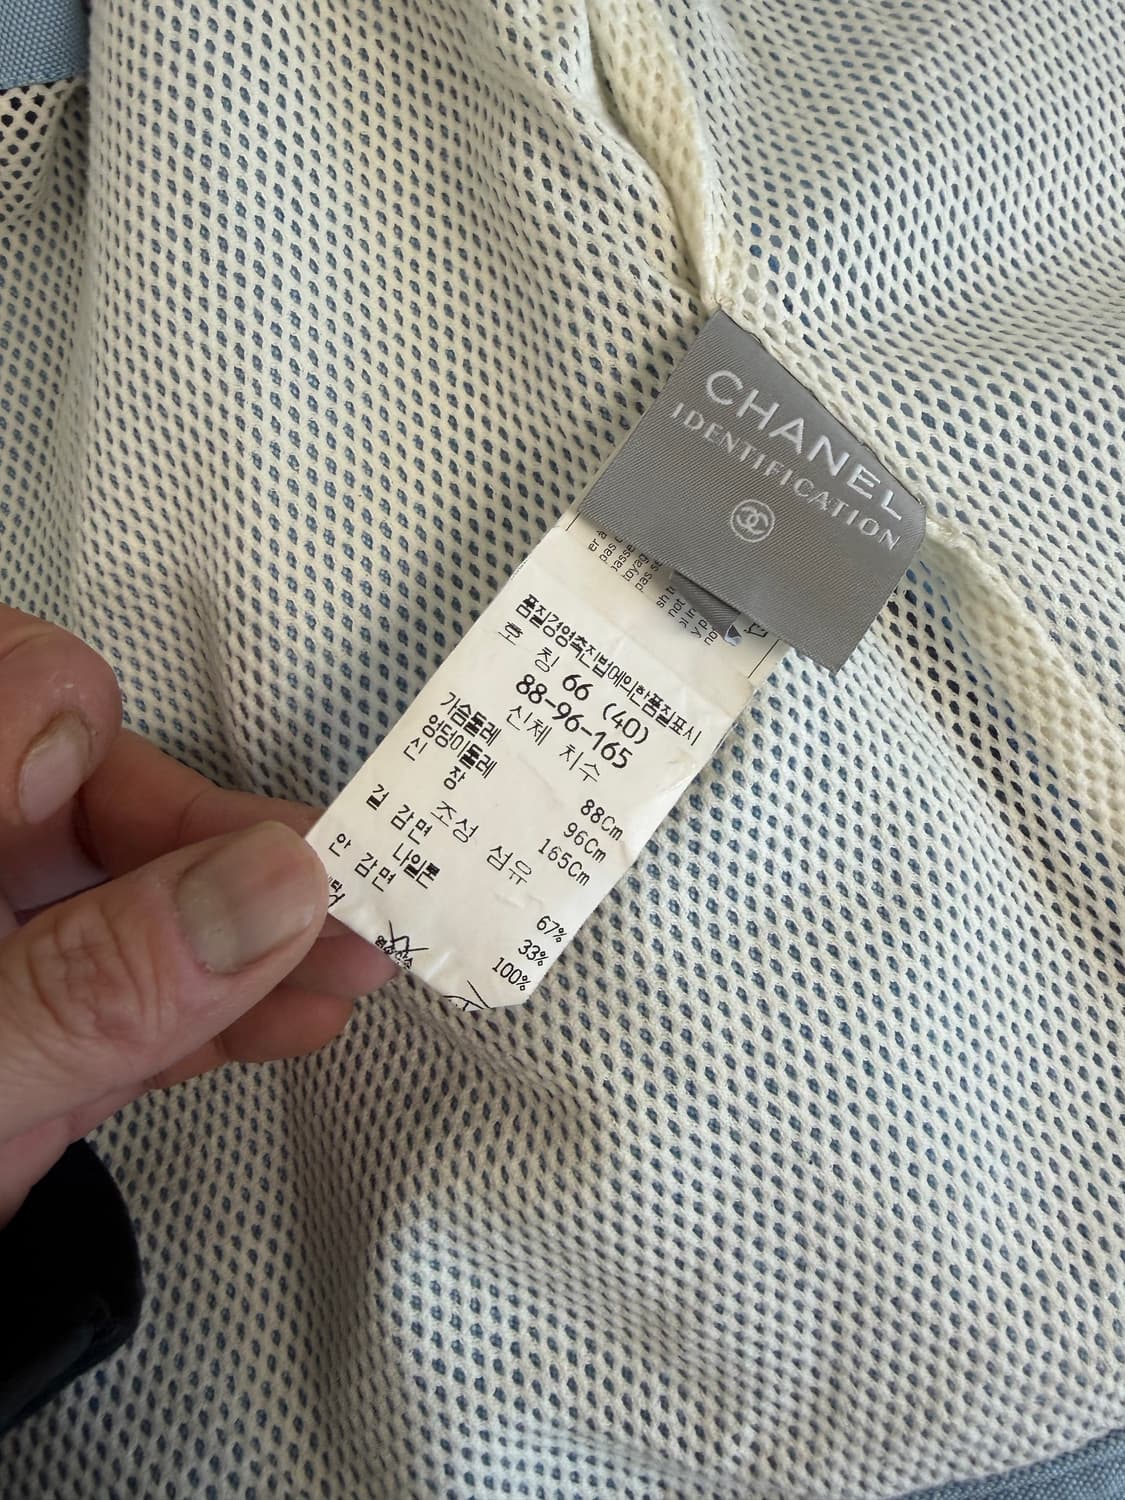 CHANEL
IDENTIFICATION
품질경영촉진법에의한품질표시
호 칭 66 (40)
88-96-165
신체 치수
가슴둘레 88Cm
엉덩이둘레 96Cm
신 장 165Cm
조성 섬유
겉 감 면 67%
나일론 33%
안 감 면 100%